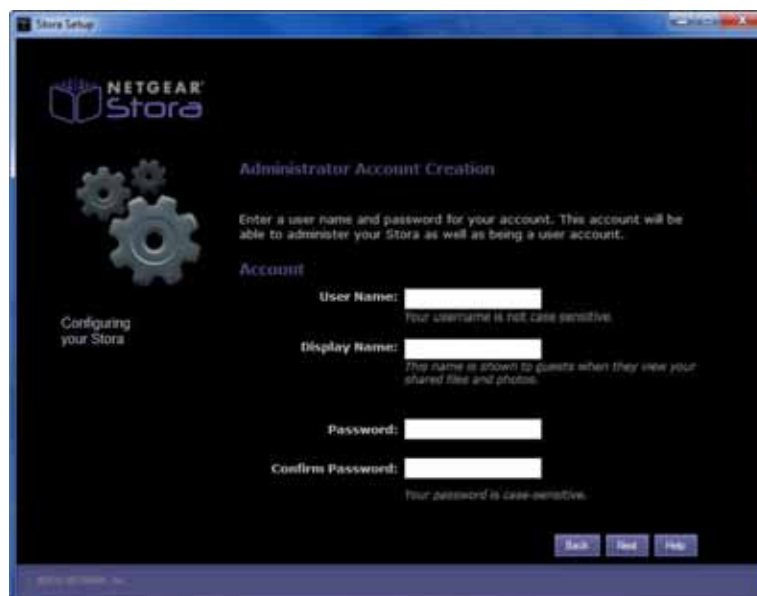 Stora Setup
NETGEAR
Stora
Administrator Account Creation
Enter a user name and password for your account. This account will be
able to administer your Stora as well as being a user account.
Account
User Name:
Your username is not case sensitive.
Display Name:
This name is shown to guests when they view your
shared files and photos.
Configuring
your Stora
Password:
Confirm Password:
Your password is case-sensitive.
Back
Next
Help